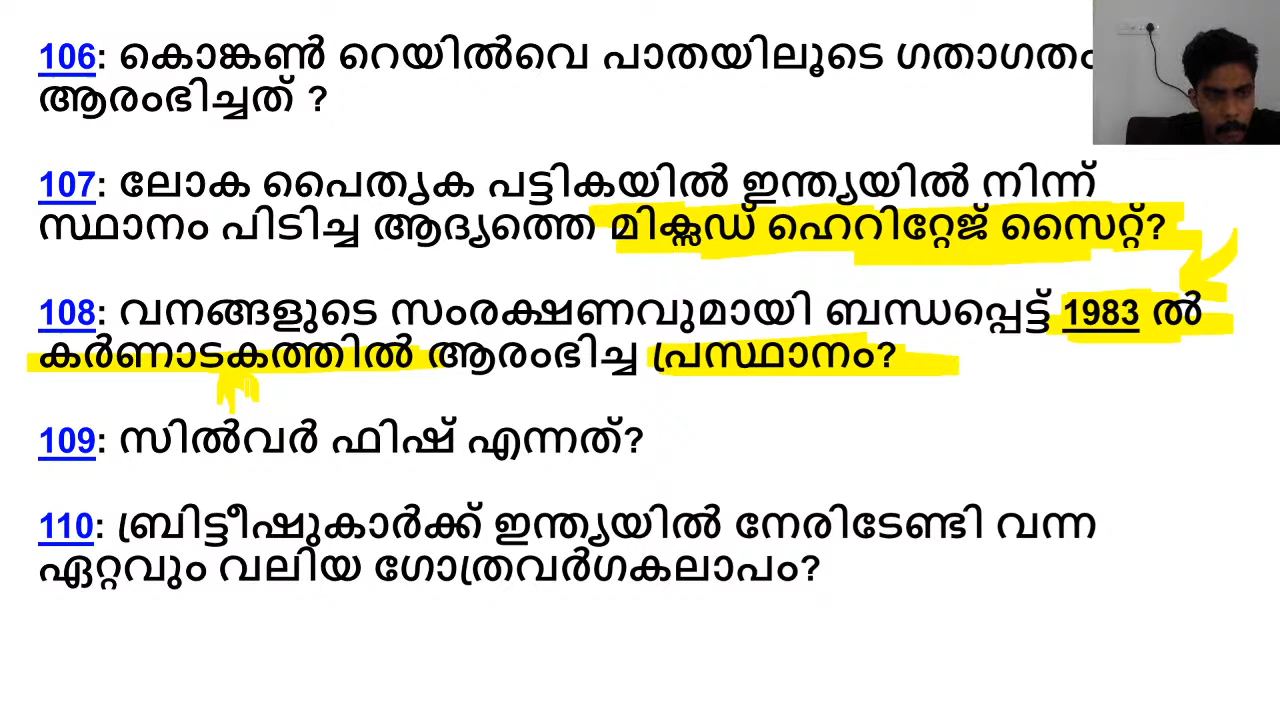 106: കൊങ്കൺ റെയിൽവെ പാതയിലൂടെ ഗതാഗതം
ആരംഭിച്ചത് ?
107: ലോക പൈതൃക പട്ടികയിൽ ഇന്ത്യയിൽ നിന്ന്
സ്ഥാനം പിടിച്ച ആദ്യത്തെ മിക്സഡ് ഹെറിറ്റേജ് സൈറ്റ്?
108: വനങ്ങളുടെ സംരക്ഷണവുമായി ബന്ധപ്പെട്ട് 1983 ൽ
കർണാടകത്തിൽ ആരംഭിച്ച പ്രസ്ഥാനം?
109: സിൽവർ ഫിഷ് എന്നത്?
110: ബ്രിട്ടീഷുകാർക്ക് ഇന്ത്യയിൽ നേരിടേണ്ടി വന്ന
ഏറ്റവും വലിയ ഗോത്രവർഗകലാപം?